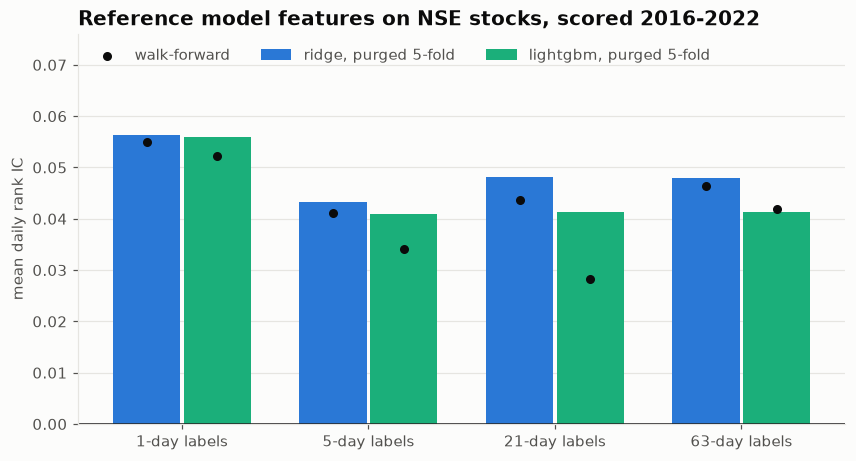 Reference model features on NSE stocks, scored 2016-2022
walk-forward ridge, purged 5-fold lightgbm, purged 5-fold
mean daily rank IC
0.07
0.06
0.05
0.04
0.03
0.02
0.01
0.00
1-day labels 5-day labels 21-day labels 63-day labels